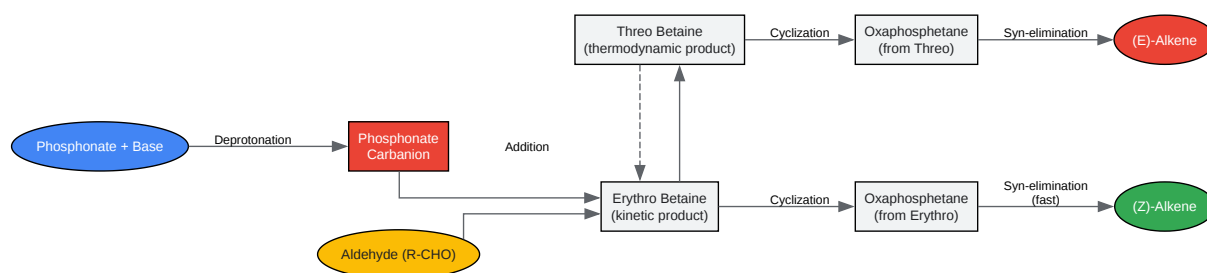 Threo Betaine
(thermodynamic product)
Cyclization
Oxaphosphetane
(from Threo)
Syn-elimination
(E)-Alkene
Phosphonate + Base
Deprotonation
Phosphonate
Carbanion
Addition
Erythro Betaine
(kinetic product)
Cyclization
Oxaphosphetane
(from Erythro)
Syn-elimination
(fast)
(Z)-Alkene
Aldehyde (R-CHO)